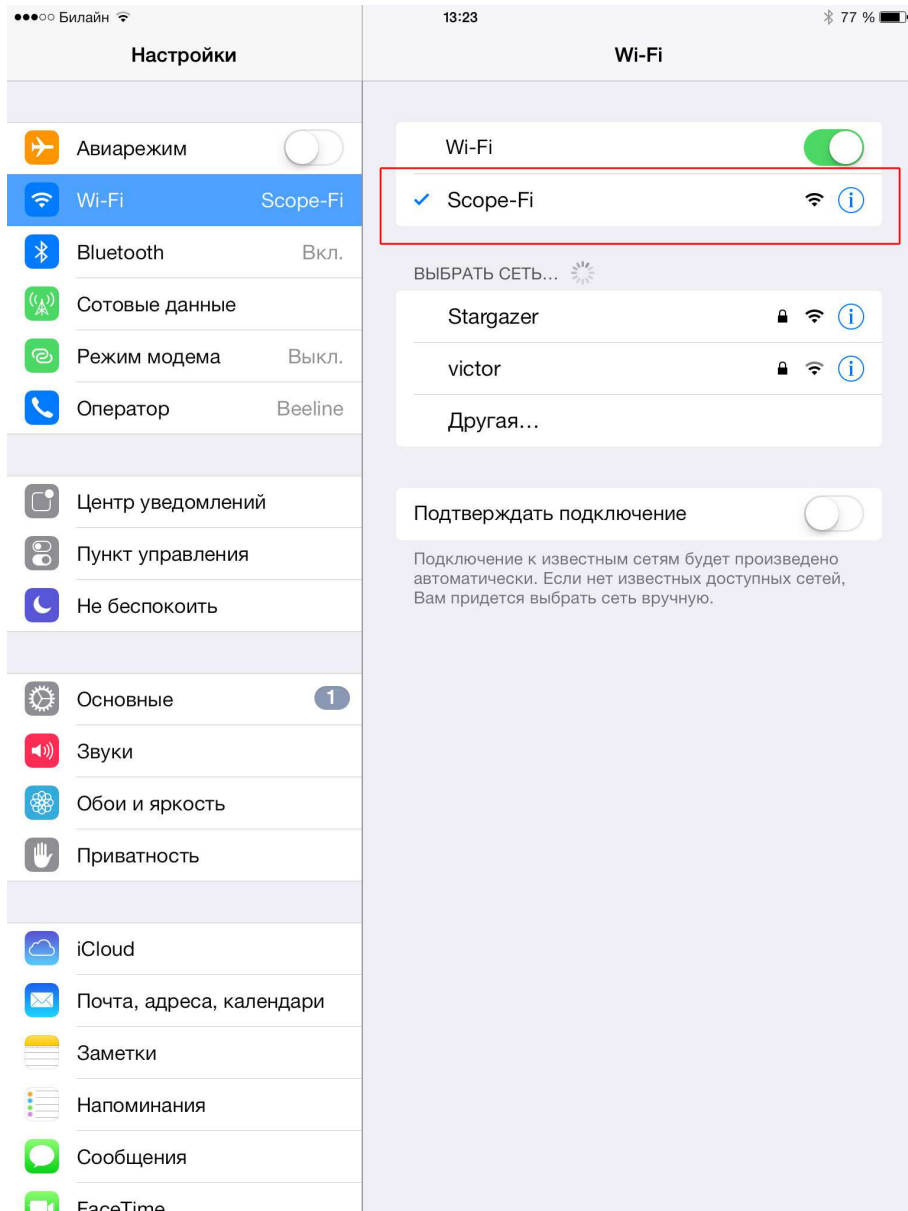 Билайн 13:23 77 %
Настройки
Авиарежим
Wi-Fi Scope-Fi
Bluetooth Вкл.
Сотовые данные
Режим модема Выкл.
Оператор Beeline
Центр уведомлений
Пункт управления
Не беспокоить
Основные 1
Звуки
Обои и яркость
Приватность
iCloud
Почта, адреса, календари
Заметки
Напоминания
Сообщения
FaceTime
Wi-Fi
Wi-Fi
Scope-Fi
ВЫБРАТЬ СЕТЬ...
Stargazer
victor
Другая...
Подтверждать подключение
Подключение к известным сетям будет произведено
автоматически. Если нет известных доступных сетей,
Вам придется выбрать сеть вручную.